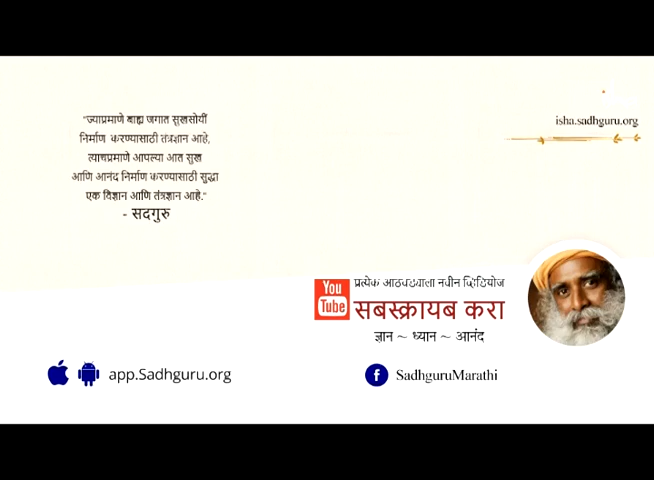 "ज्याप्रमाणे बाह्य जगात सुखसोयीं
निर्माण करण्यासाठी तंत्रज्ञान आहे,
त्याचप्रमाणे आपल्या आत सुख
आणि आनंद निर्माण करण्यासाठी सुद्धा
एक विज्ञान आणि तंत्रज्ञान आहे."
- सदगुरु
isha.sadhguru.org
You
Tube
प्रत्येक आठवड्याला नवीन व्हिडियोज
सबस्क्रायब करा
ज्ञान ~ ध्यान ~ आनंद
app.Sadhguru.org
f SadhguruMarathi